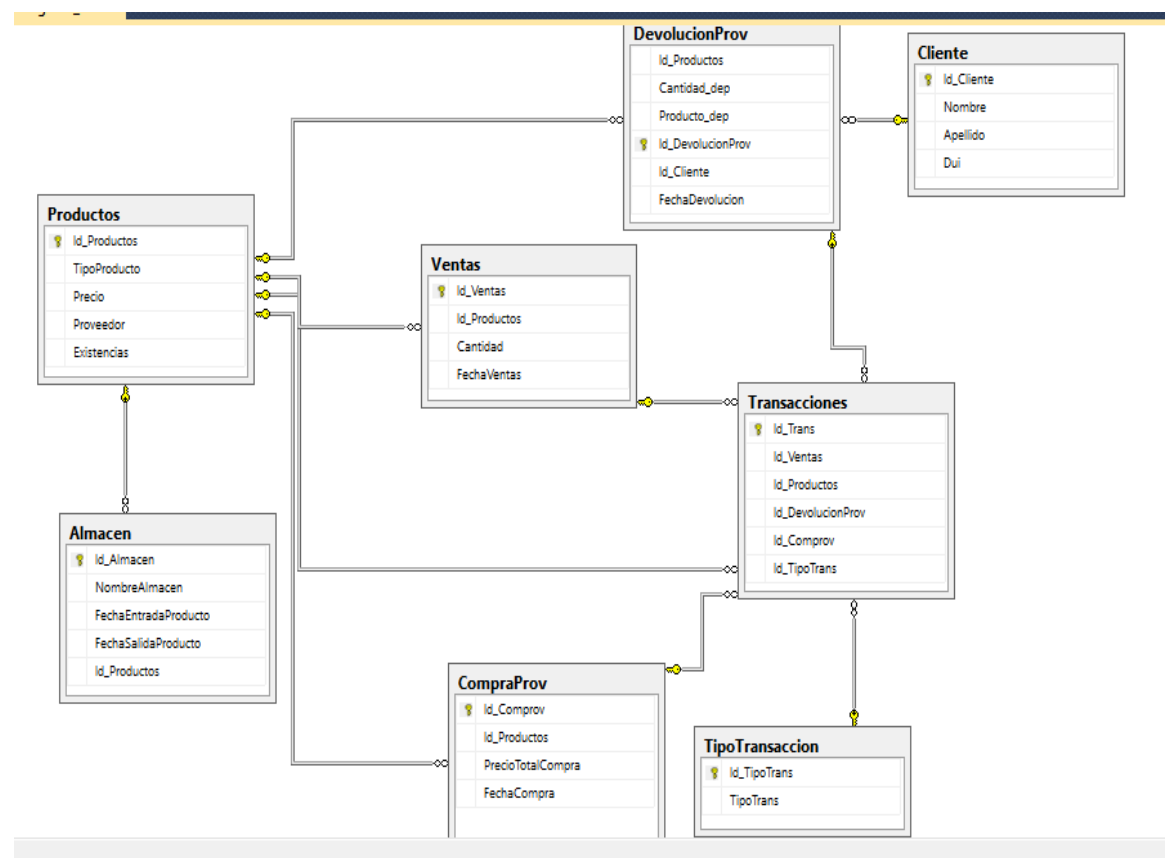 DevolucionProv
Id_Productos
Cantidad_dep
Producto_dep
Id_DevolucionProv
Id_Cliente
FechaDevolucion
Cliente
Id_Cliente
Nombre
Apellido
Dui
Productos
Id_Productos
TipoProducto
Precio
Proveedor
Existencias
Ventas
Id_Ventas
Id_Productos
Cantidad
FechaVentas
Transacciones
Id_Trans
Id_Ventas
Id_Productos
Id_DevolucionProv
Id_Comprov
Id_TipoTrans
Almacen
Id_Almacen
NombreAlmacen
FechaEntradaProducto
FechaSalidaProducto
Id_Productos
CompraProv
Id_Comprov
Id_Productos
PrecioTotalCompra
FechaCompra
TipoTransaccion
Id_TipoTrans
TipoTrans